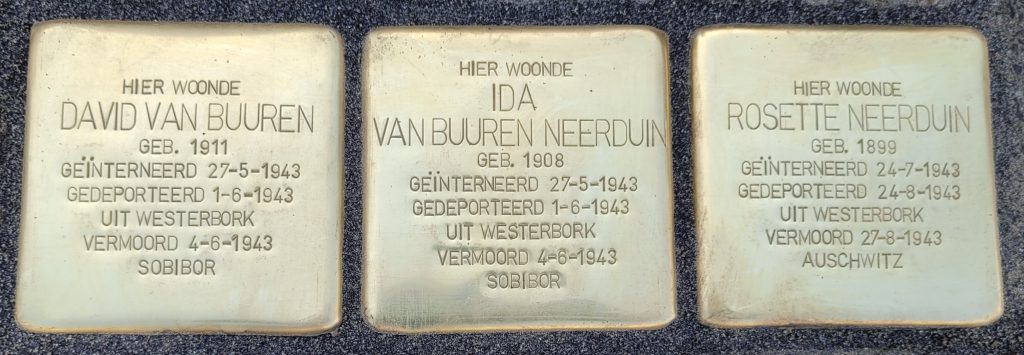 HIER WOONDE
DAVID VAN BUUREN
GEB. 1911
GEÏNTERNEERD 27-5-1943
GEDEPORTEERD 1-6-1943
UIT WESTERBORK
VERMOORD 4-6-1943
SOBIBOR
HIER WOONDE
IDA
VAN BUUREN NEERDUIN
GEB. 1908
GEÏNTERNEERD 27-5-1943
GEDEPORTEERD 1-6-1943
UIT WESTERBORK
VERMOORD 4-6-1943
SOBIBOR
HIER WOONDE
ROSETTE NEERDUIN
GEB. 1899
GEÏNTERNEERD 24-7-1943
GEDEPORTEERD 24-8-1943
UIT WESTERBORK
VERMOORD 27-8-1943
AUSCHWITZ